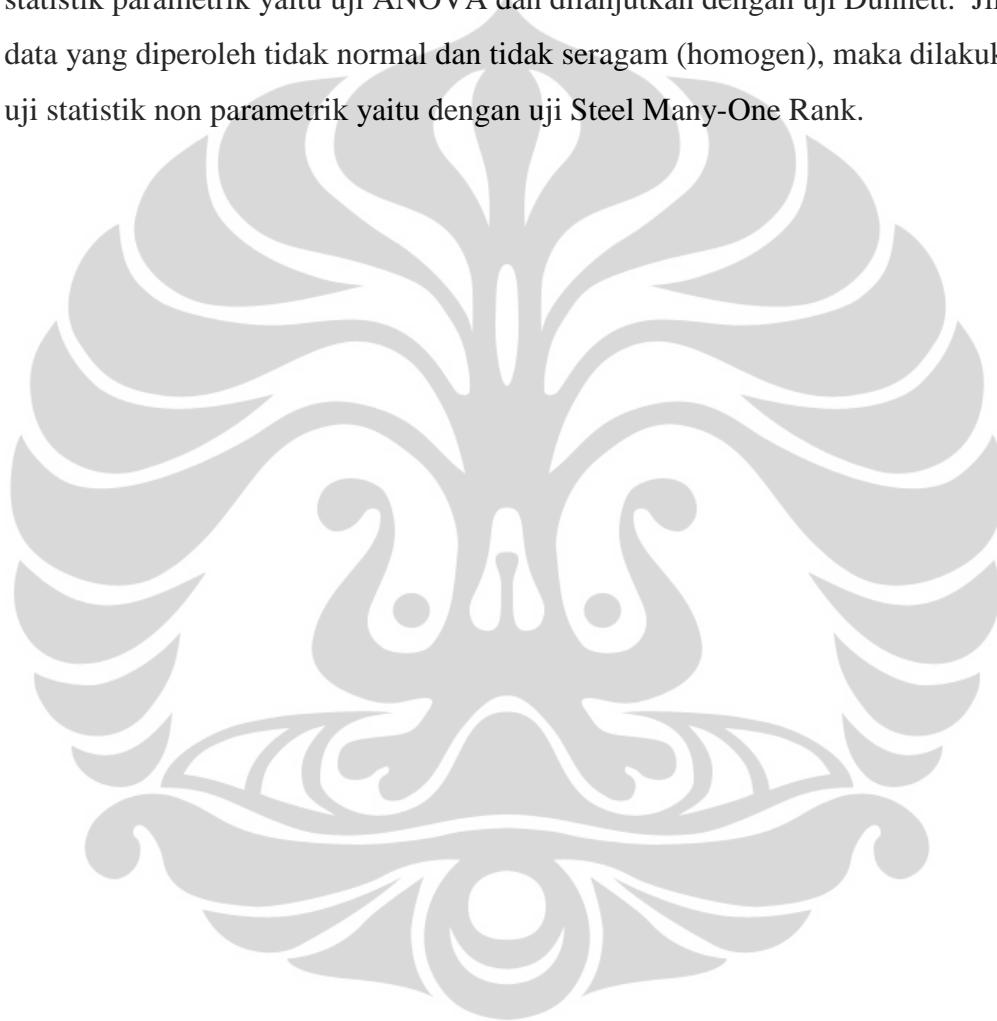 statistik parametrik yaitu uji ANOVA dan dilanjutkan dengan uji Dunnett. Ji
data yang diperoleh tidak normal dan tidak seragam (homogen), maka dilakuk
uji statistik non parametrik yaitu dengan uji Steel Many-One Rank.